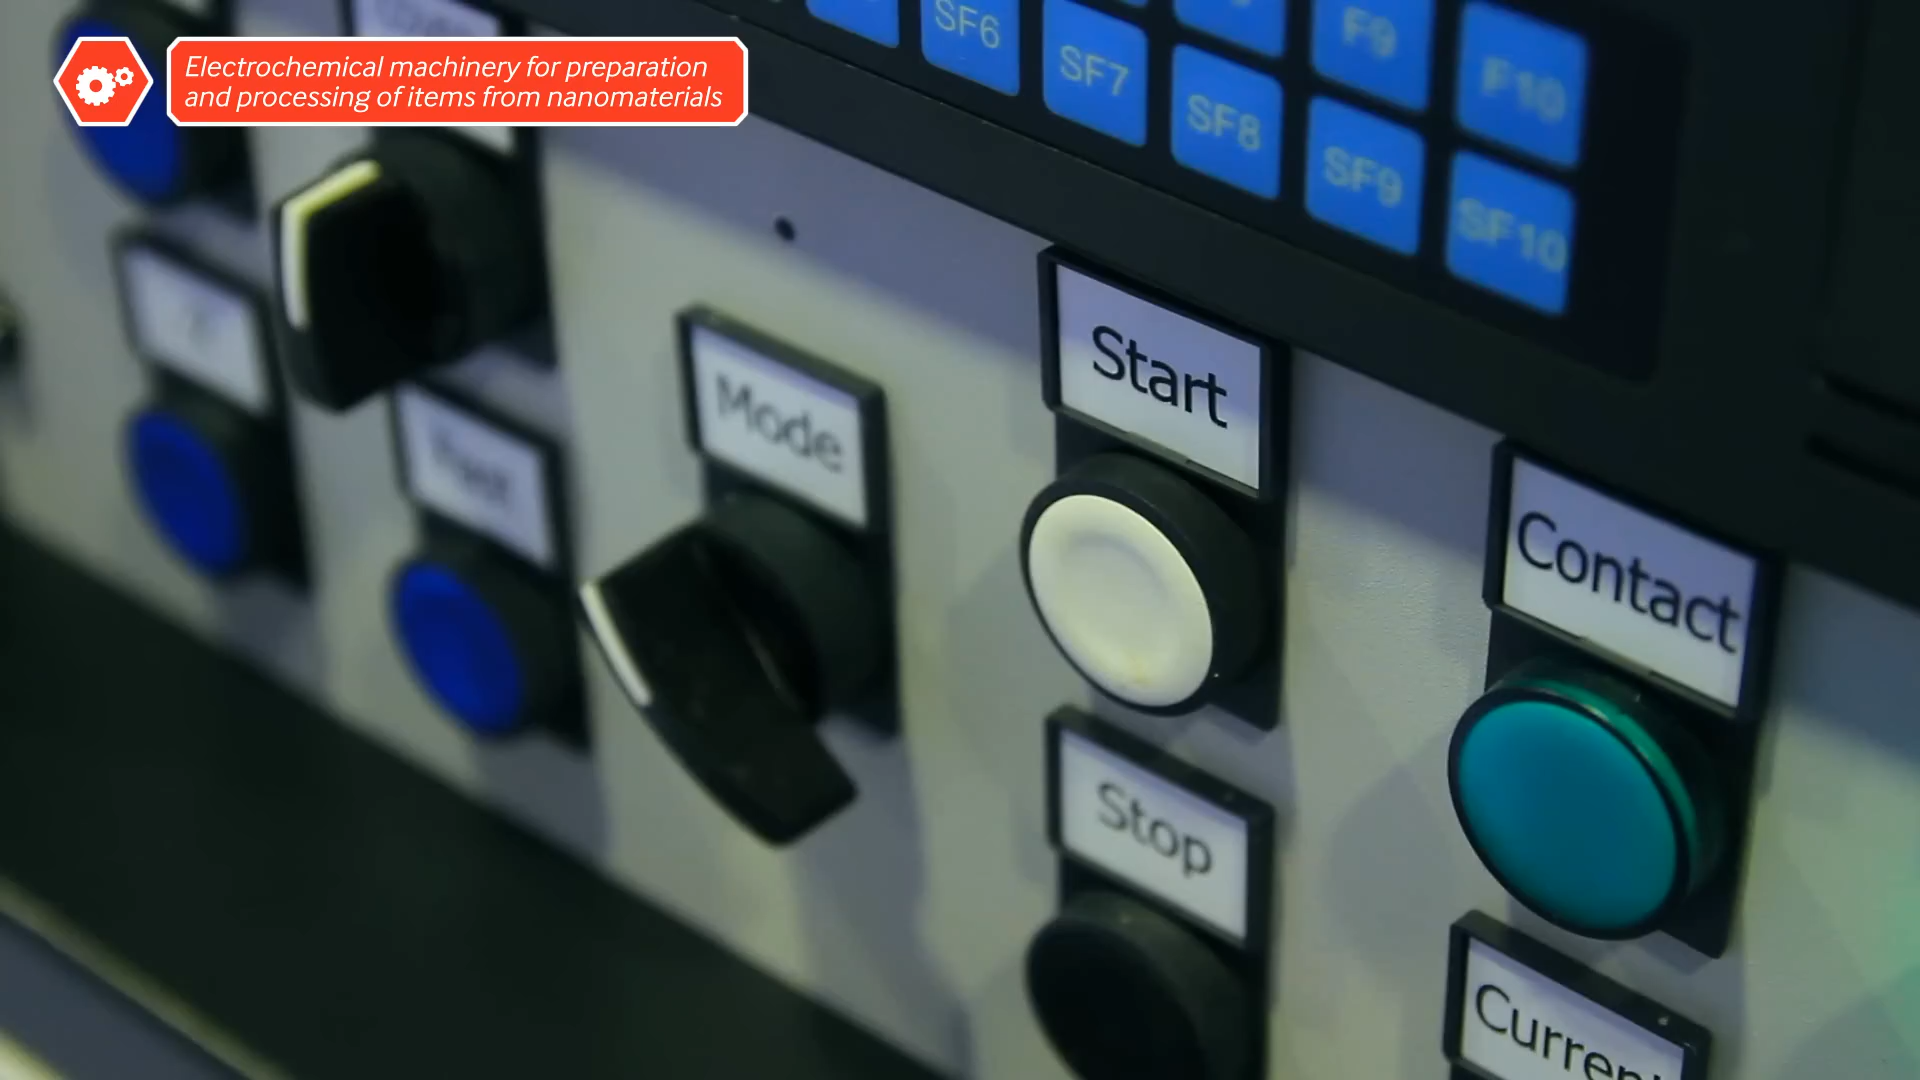 Electrochemical machinery for preparation
and processing of items from nanomaterials
SF6
SF7
SF8
F9
SF9
F10
SF10
Mode
Start
Contact
Stop